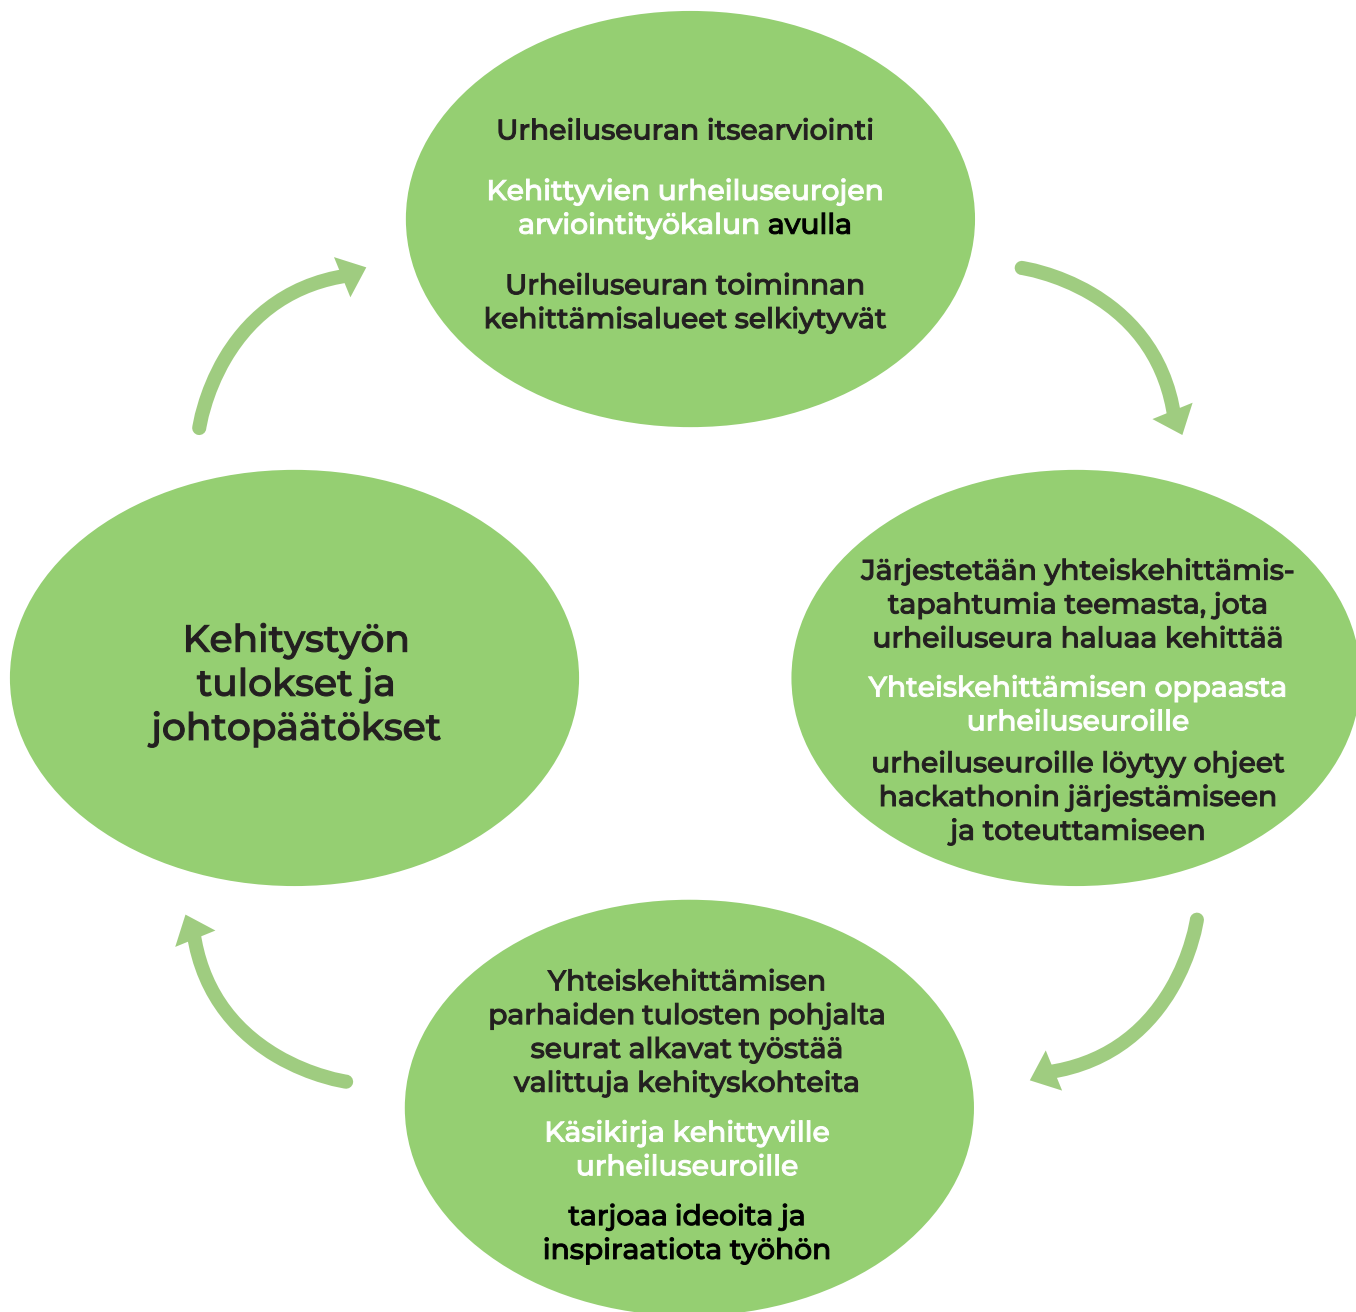 Urheiluseuran itsearviointi
Kehittyvien urheiluseurojen
arviointityökalun avulla
Urheiluseuran toiminnan
kehittämisalueet selkiytyvät
Järjestetään yhteiskehittämis-
tapahtumia teemasta, jota
urheiluseura haluaa kehittää
Yhteiskehittämisen oppaasta
urheiluseuroille
urheiluseuroille löytyy ohjeet
hackathonin järjestämiseen
ja toteuttamiseen
Yhteiskehittämisen
parhaiden tulosten pohjalta
seurat alkavat työstää
valittuja kehityskohteita
Käsikirja kehittyville
urheiluseuroille
tarjoaa ideoita ja
inspiraatiota työhön
Kehitystyön
tulokset ja
johtopäätökset